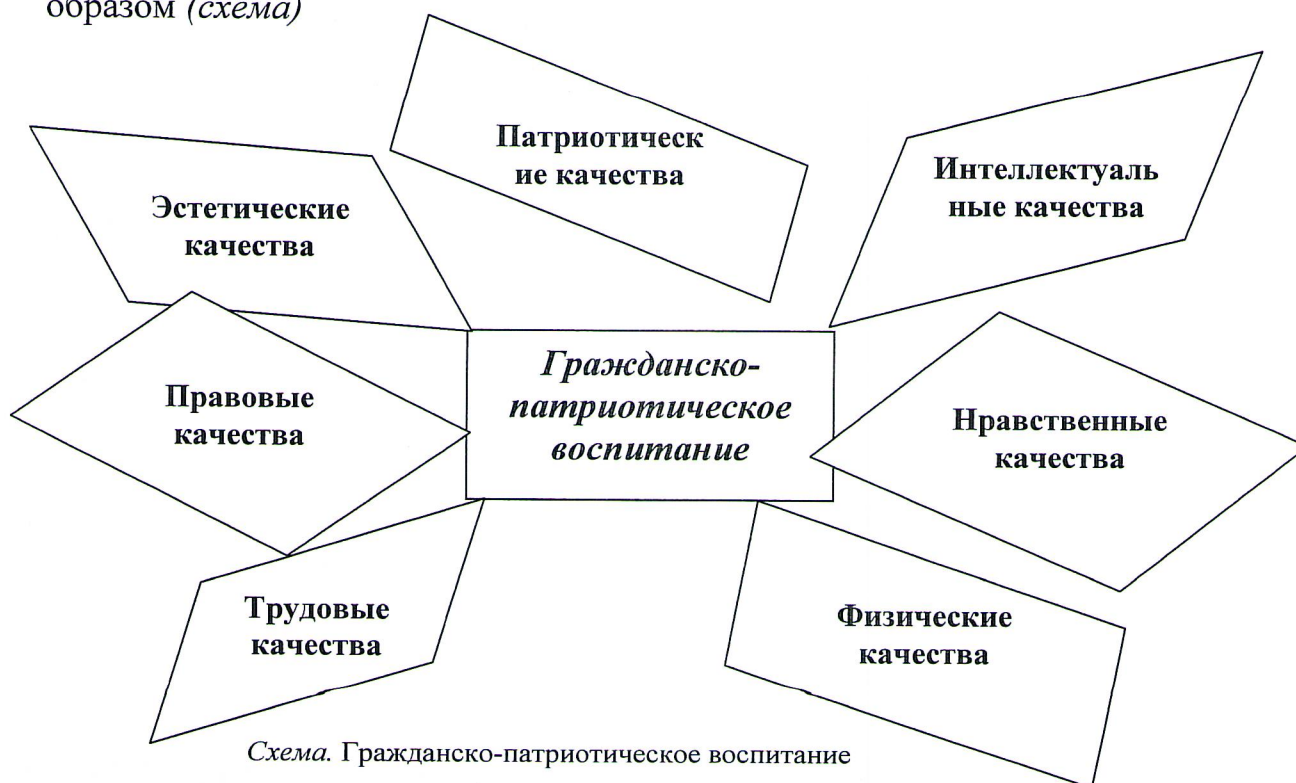 образом (схема)
Патриотическ
ие качества
Интеллектуаль
ные качества
Эстетические
качества
Гражданско-
патриотическое
воспитание
Правовые
качества
Нравственные
качества
Трудовые
качества
Физические
качества
Схема. Гражданско-патриотическое воспитание